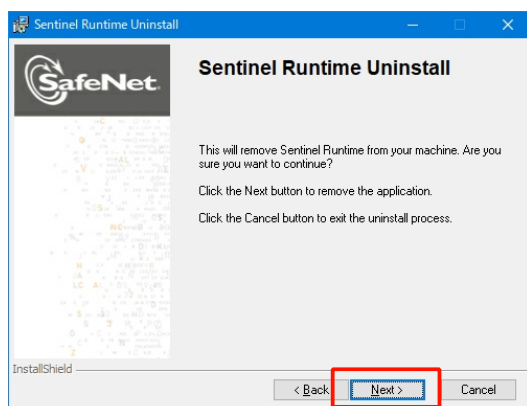 Sentinel Runtime Uninstall
SafeNet
Sentinel Runtime Uninstall
This will remove Sentinel Runtime from your machine. Are you
sure you want to continue?
Click the Next button to remove the application.
Click the Cancel button to exit the uninstall process.
InstallShield
< Back
Next >
Cancel